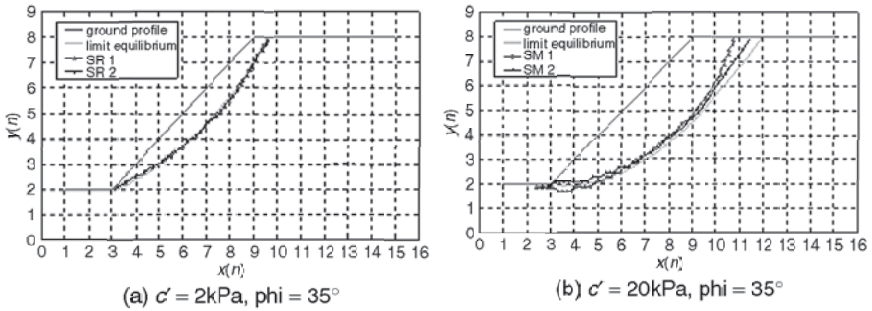 ground profile
limit equilibrium
SR 1
SR 2
y(n)
9
8
7
6
5
4
3
2
1
0
0 1 2 3 4 5 6 7 8 9 10 11 12 13 14 15 16
x(n)
(a) c′ = 2kPa, phi = 35°
ground profile
limit equilibrium
SM 1
SM 2
y(n)
9
8
7
6
5
4
3
2
1
0
0 1 2 3 4 5 6 7 8 9 10 11 12 13 14 15 16
x(n)
(b) c′ = 20kPa, phi = 35°